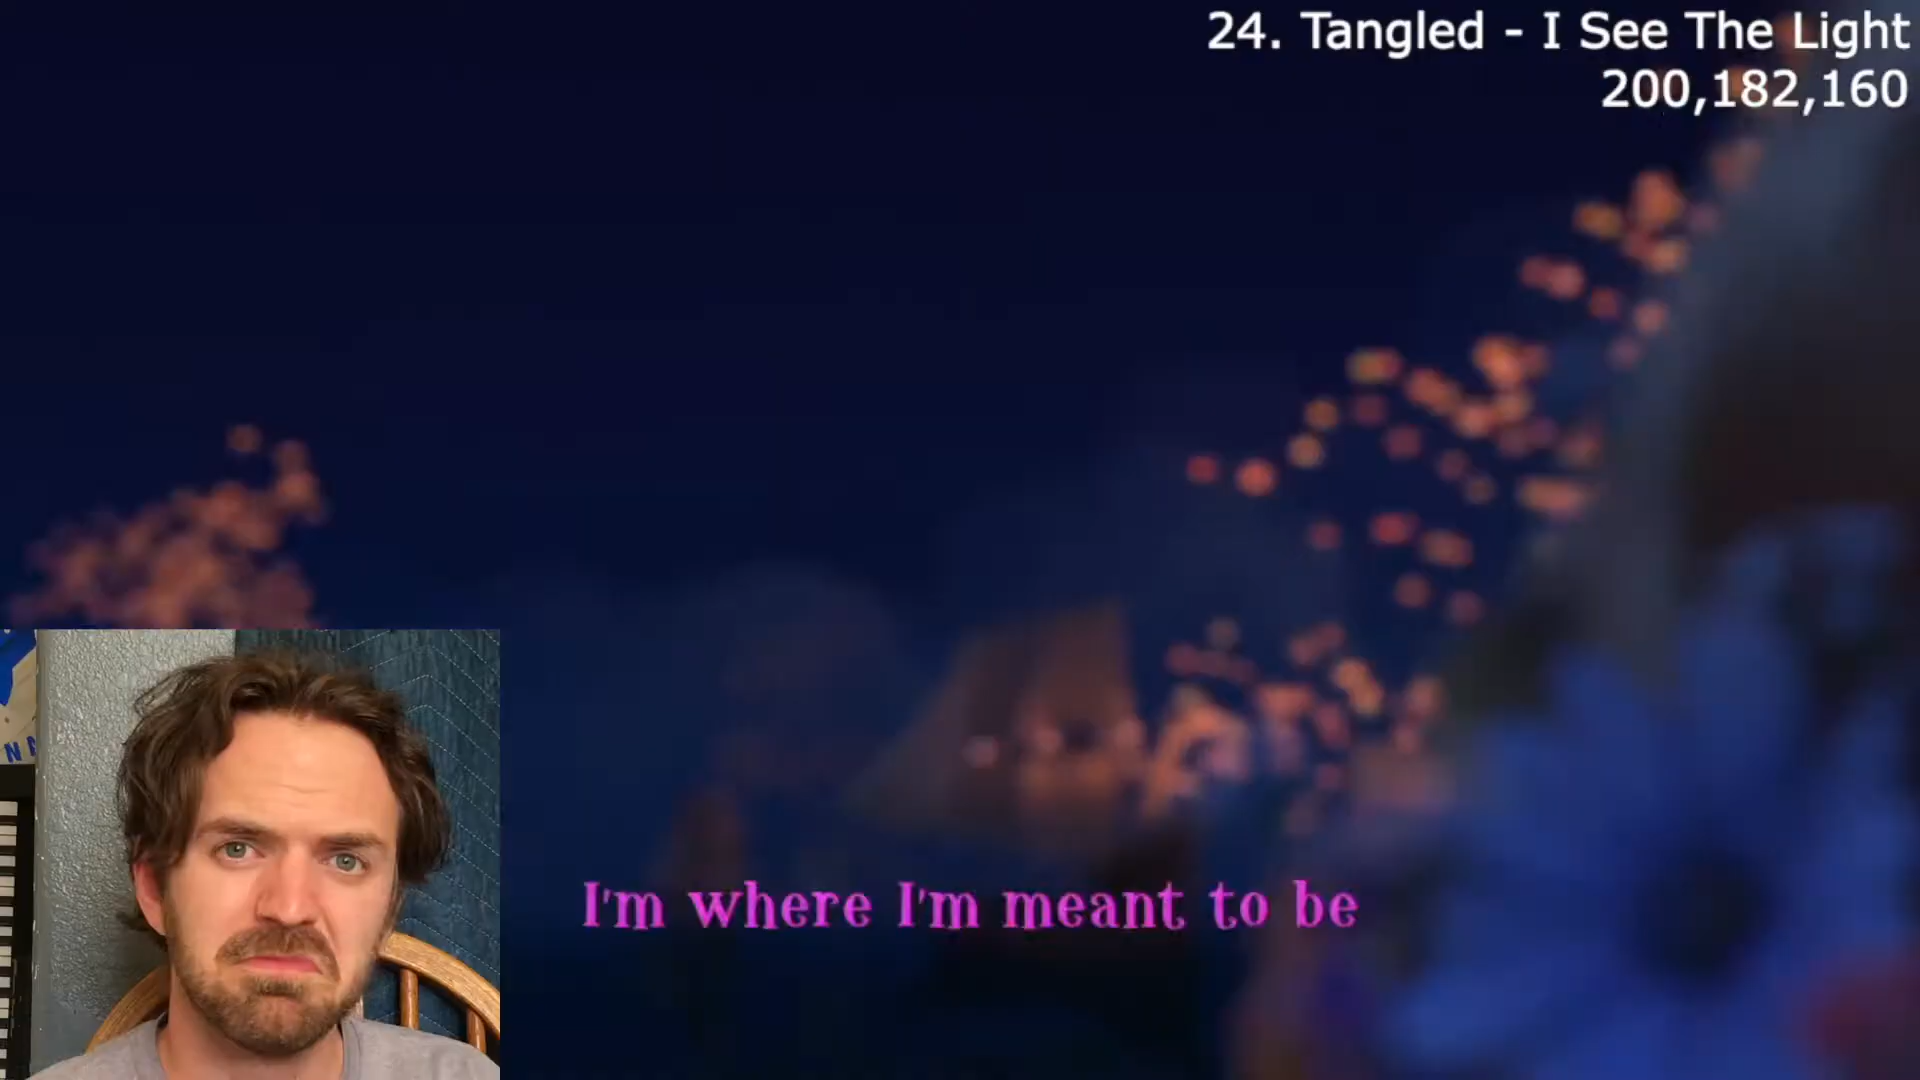 24. Tangled - I See The Light
200,182,160
I'm where I'm meant to be